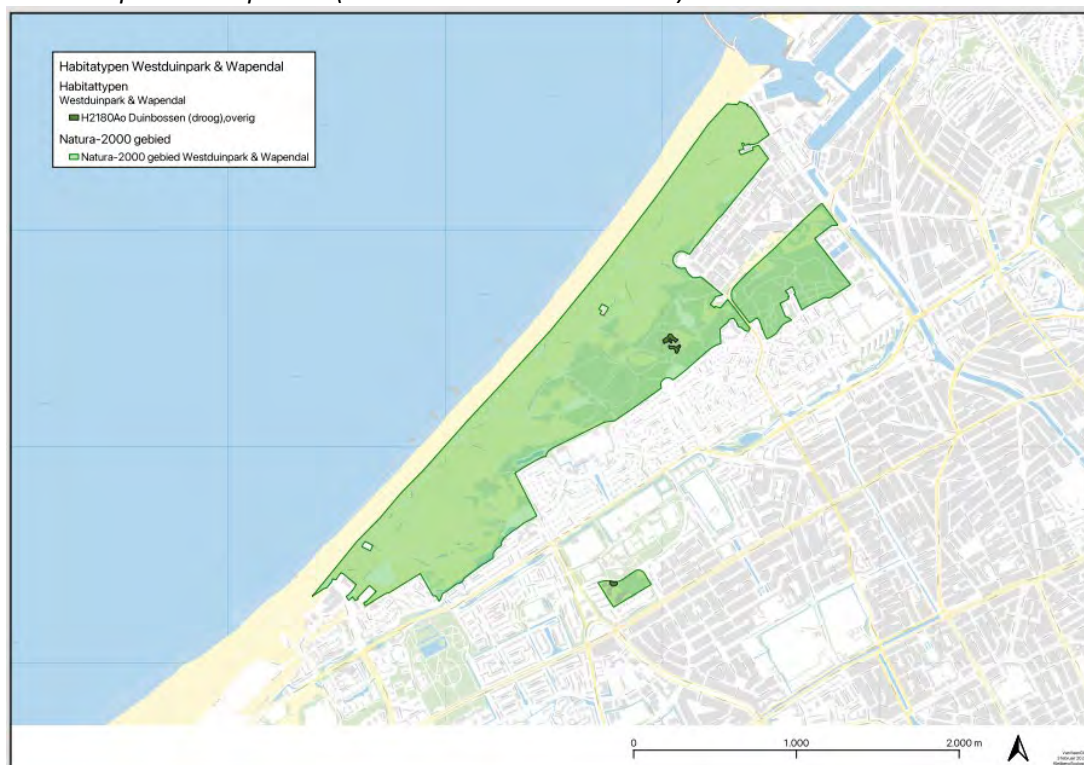 Habitatypen Westduinpark & Wapendal
Habitattypen
Westduinpark & Wapendal
H2180Ao Duinbossen (droog),overig
Natura-2000 gebied
Natura-2000 gebied Westduinpark & Wapendal
0 1.000 2.000 m